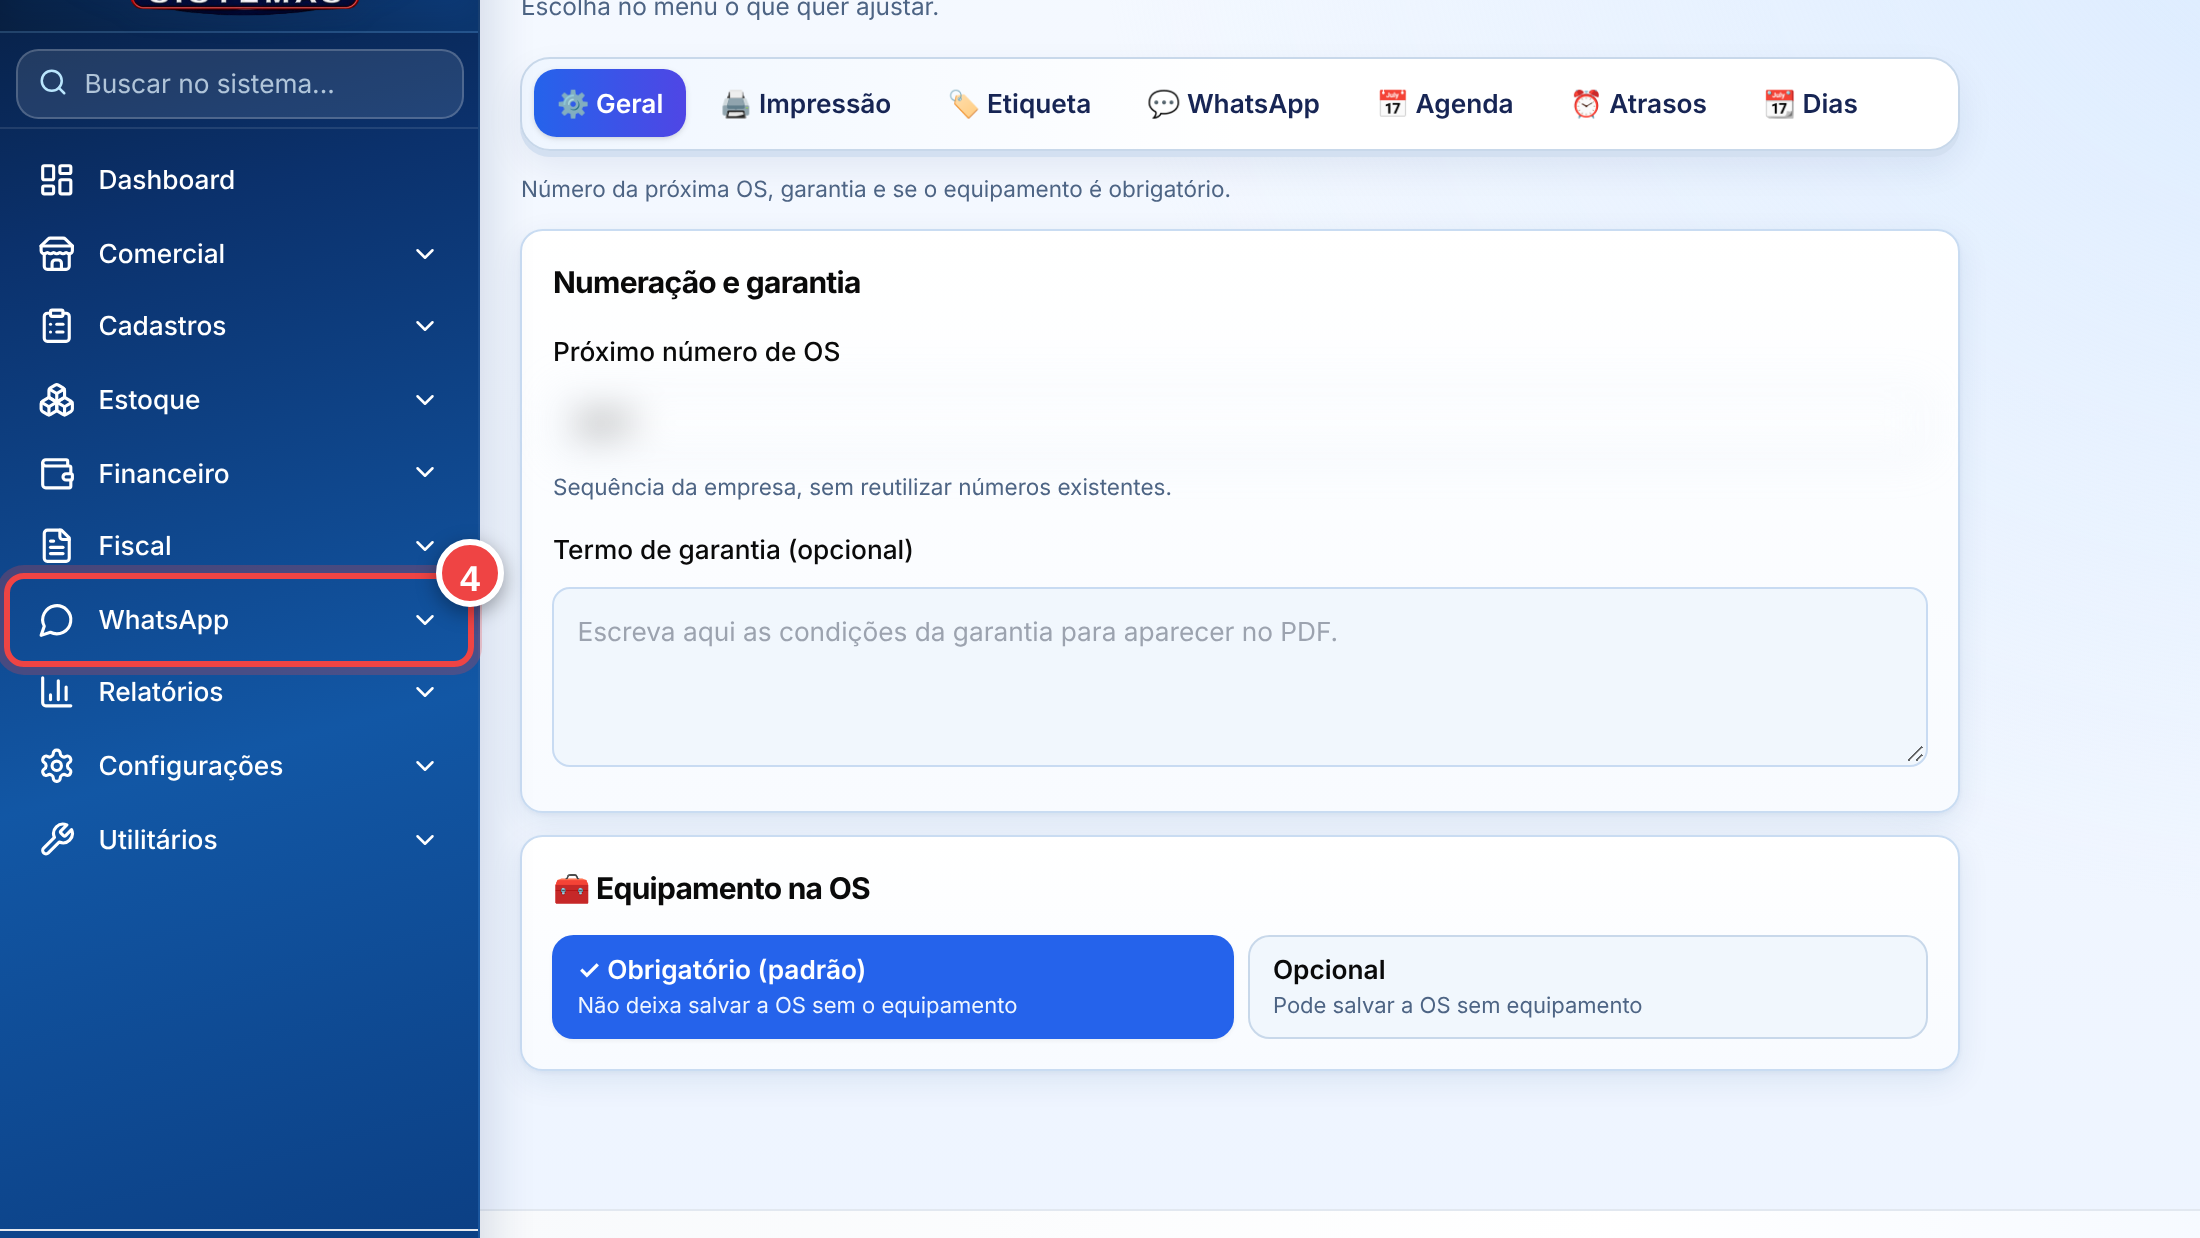 Escolha no menu o que quer ajustar.
Buscar no sistema...
Dashboard
Comercial
Cadastros
Estoque
Financeiro
Fiscal
4
WhatsApp
Relatórios
Configurações
Utilitários
Geral
Impressão
Etiqueta
WhatsApp
Agenda
Atrasos
Dias
Número da próxima OS, garantia e se o equipamento é obrigatório.
Numeração e garantia
Próximo número de OS
Sequência da empresa, sem reutilizar números existentes.
Termo de garantia (opcional)
Escreva aqui as condições da garantia para aparecer no PDF.
Equipamento na OS
✓ Obrigatório (padrão)
Não deixa salvar a OS sem o equipamento
Opcional
Pode salvar a OS sem equipamento